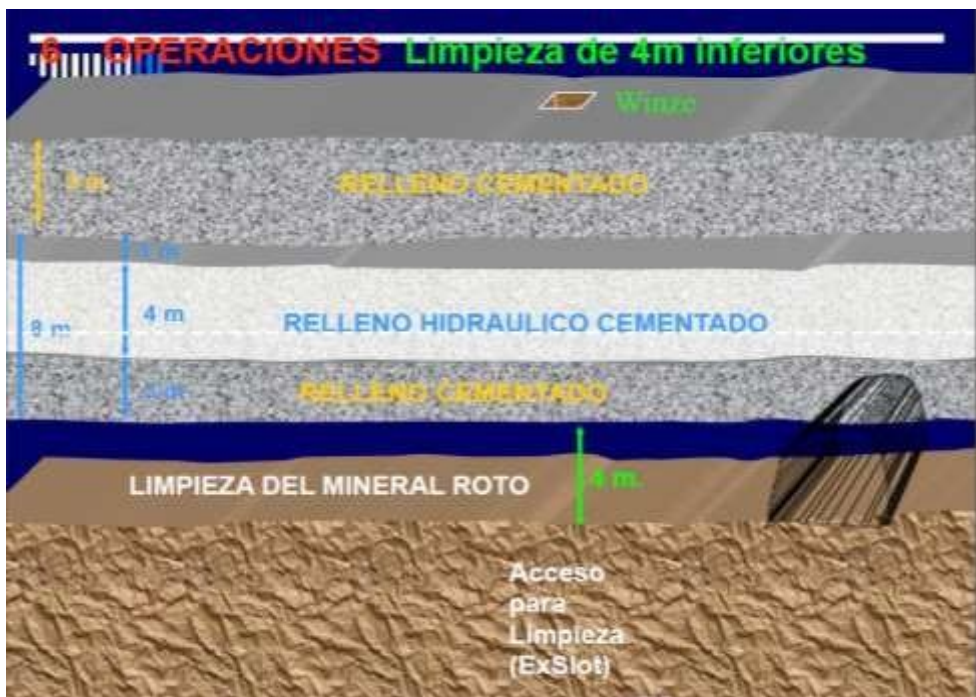 6. OPERACIONES Limpieza de 4m inferiores
Winze
RELLENO CEMENTADO
4 m
8 m
RELLENO HIDRAULICO CEMENTADO
RELLENO CEMENTADO
4 m.
LIMPIEZA DEL MINERAL ROTO
Acceso
para
Limpieza
(ExSlot)